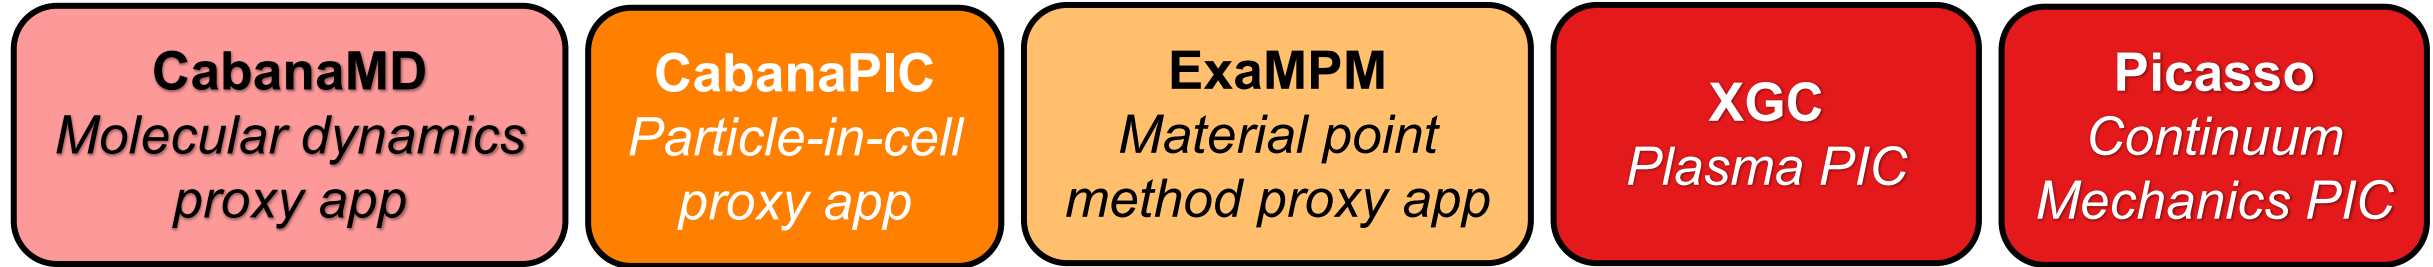 CabanaMD
Molecular dynamics
proxy app
CabanaPIC
Particle-in-cell
proxy app
ExaMPM
Material point
method proxy app
XGC
Plasma PIC
Picasso
Continuum
Mechanics PIC